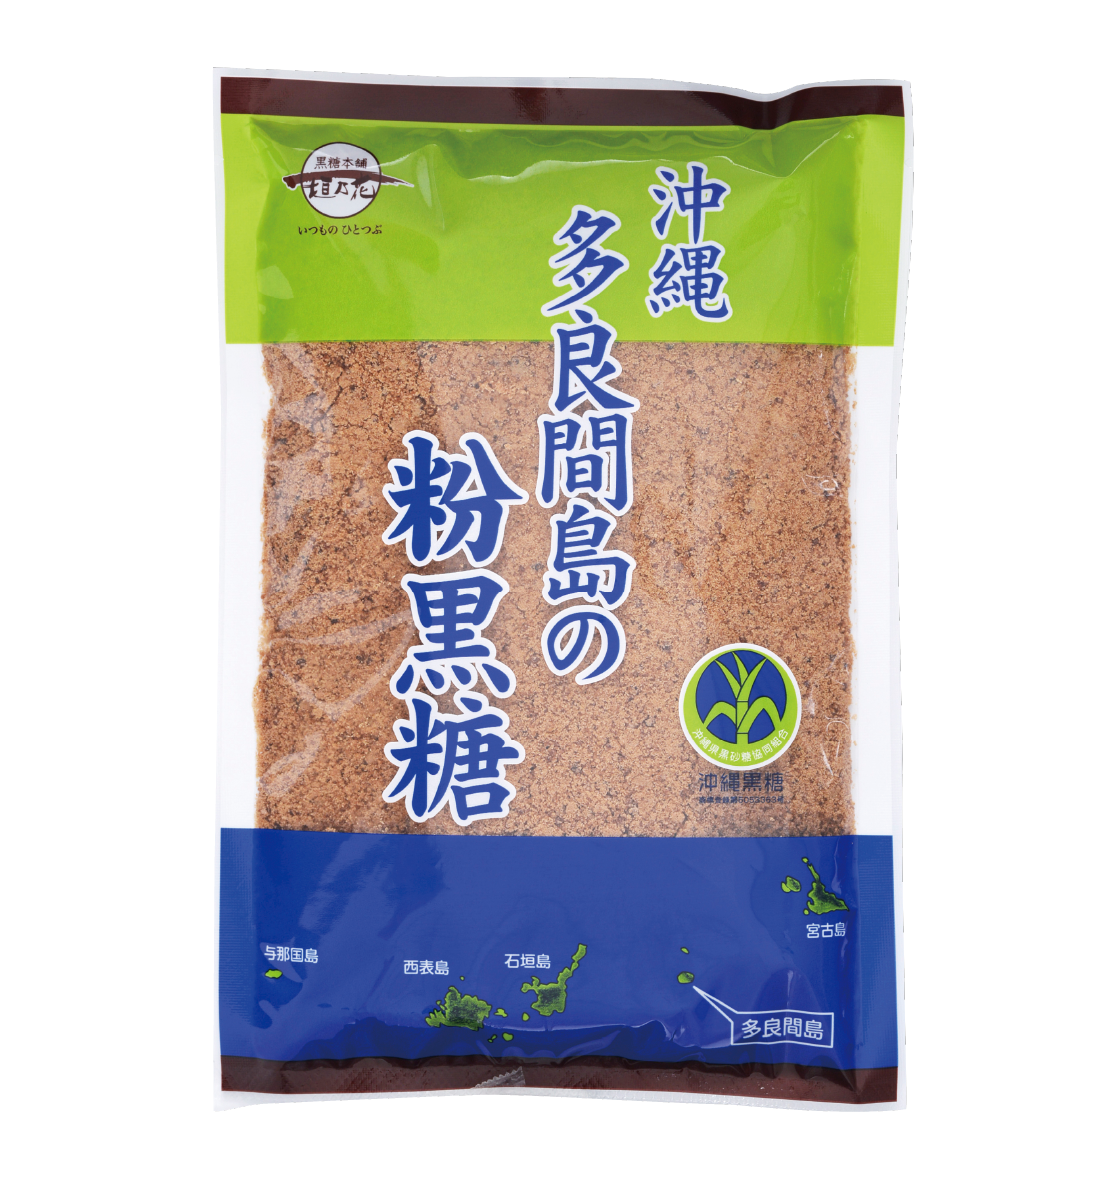 黒糖本舗
垣乃花
いつもの ひとつぶ
沖縄
多良間島の
粉黒糖
沖縄県黒砂糖協同組合
沖縄黒糖
与那国島
西表島
石垣島
宮古島
多良間島